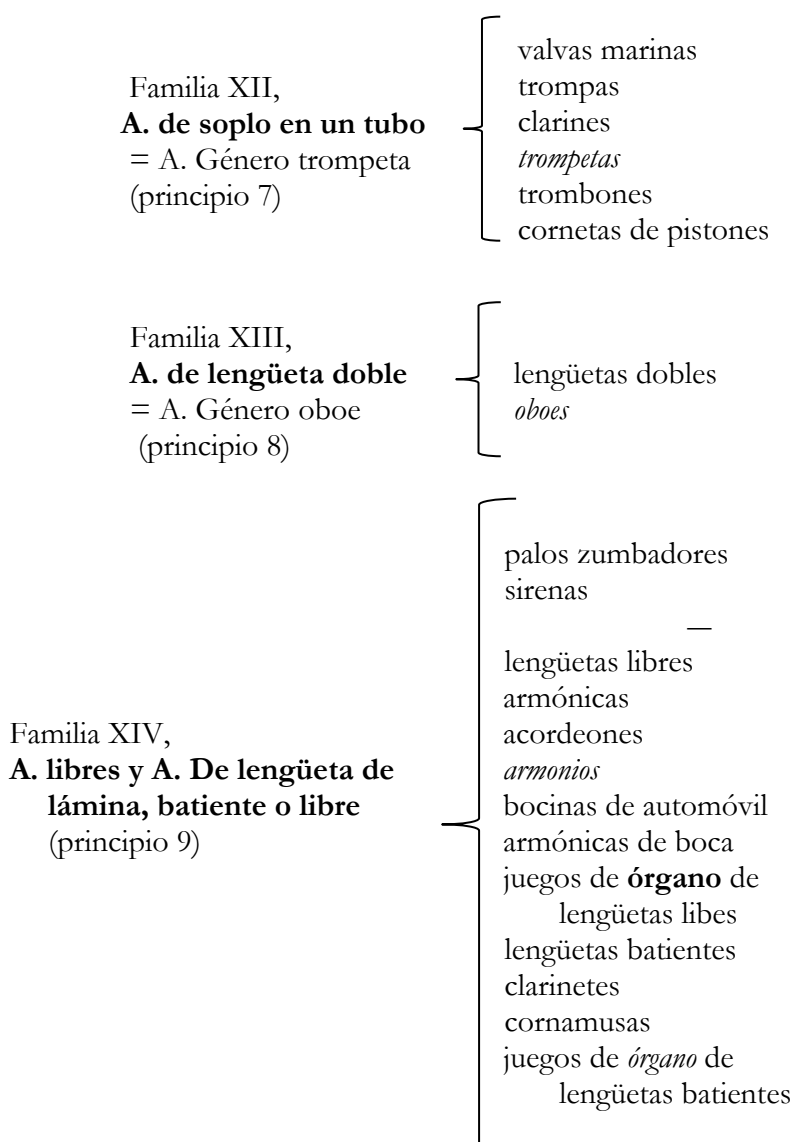 Familia XII,
A. de soplo en un tubo
= A. Género trompeta
(principio 7)
valvas marinas
trompas
clarines
trompetas
trombones
cornetas de pistones
Familia XIII,
A. de lengüeta doble
= A. Género oboe
(principio 8)
lengüetas dobles
oboes
Familia XIV,
A. libres y A. De lengüeta de
lámina, batiente o libre
(principio 9)
palos zumbadores
sirenas
—
lengüetas libres
armónicas
acordeones
armonios
bocinas de automóvil
armónicas de boca
juegos de órgano de
lengüetas libes
lengüetas batientes
clarinetes
cornamusas
juegos de órgano de
lengüetas batientes